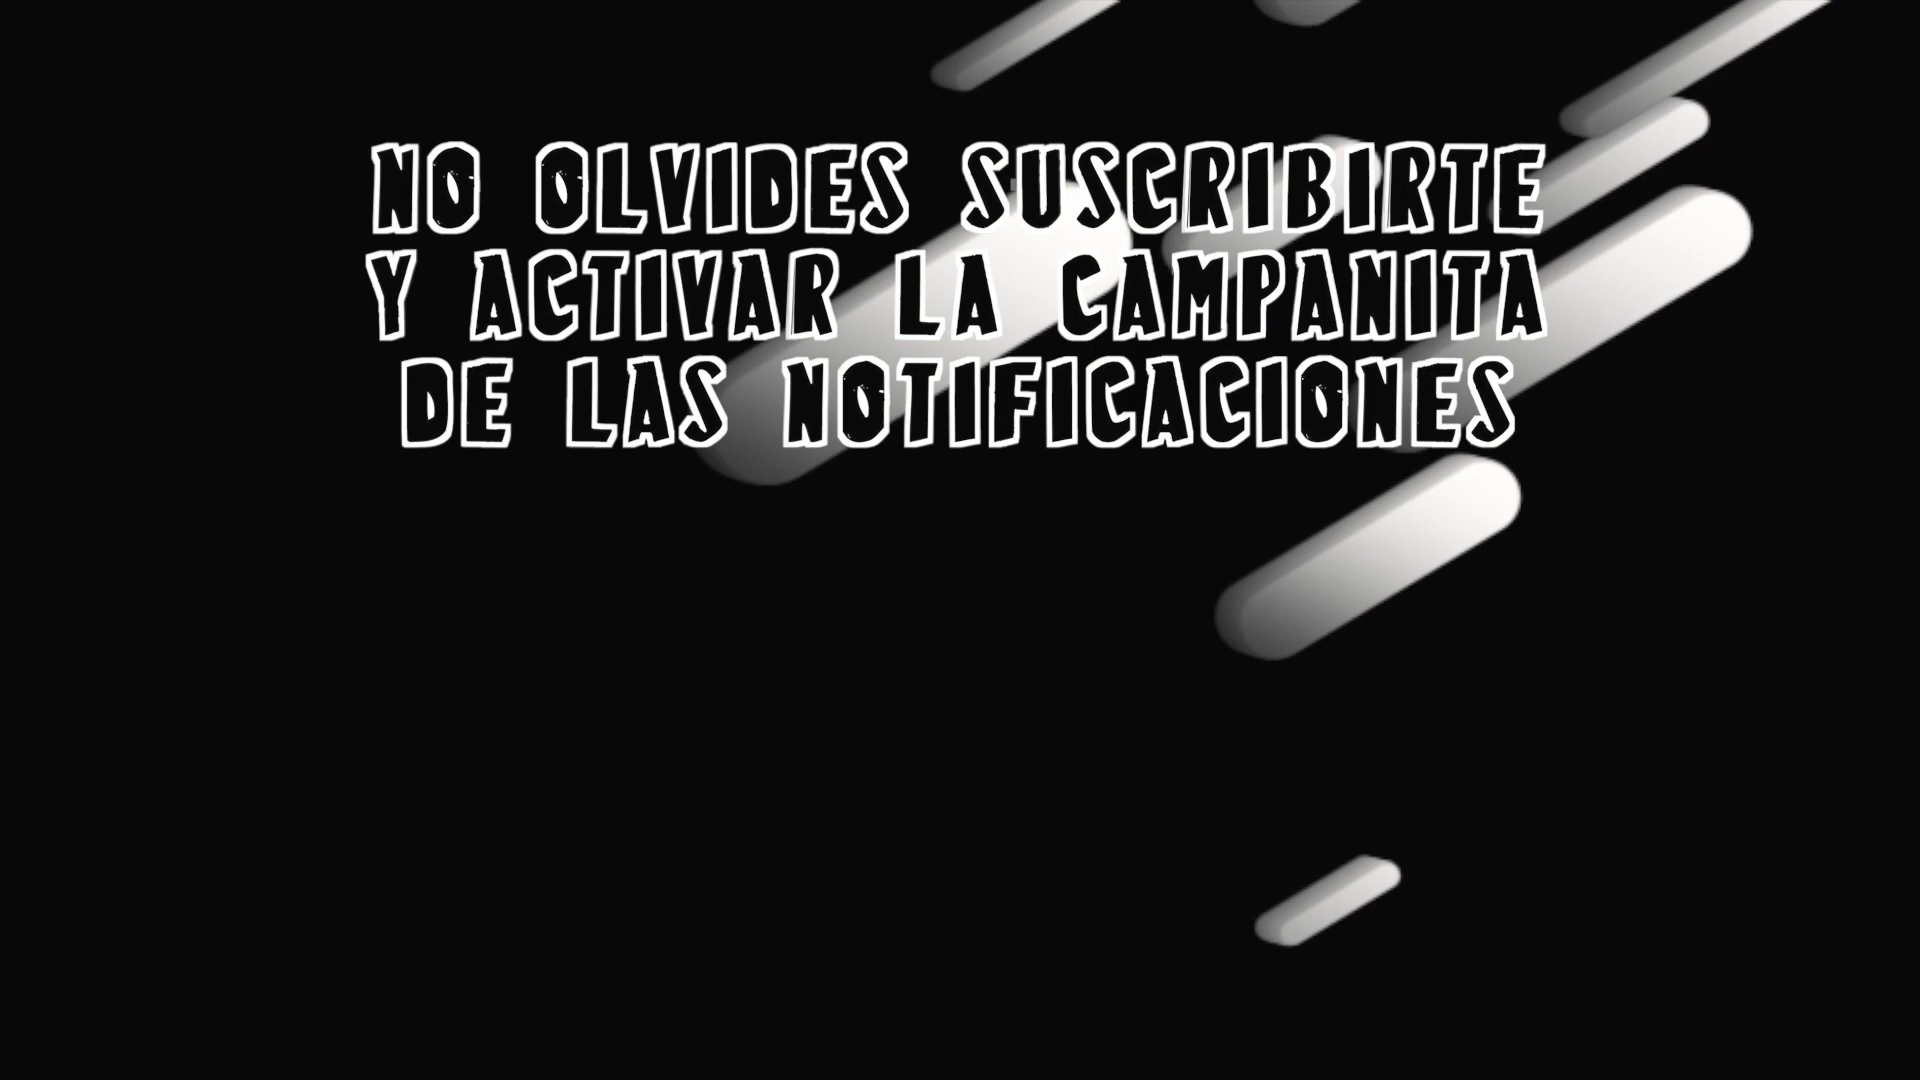 NO OLVIDES SUSCRIBIRTE
Y ACTIVAR LA CAMPANITA
DE LAS NOTIFICACIONES